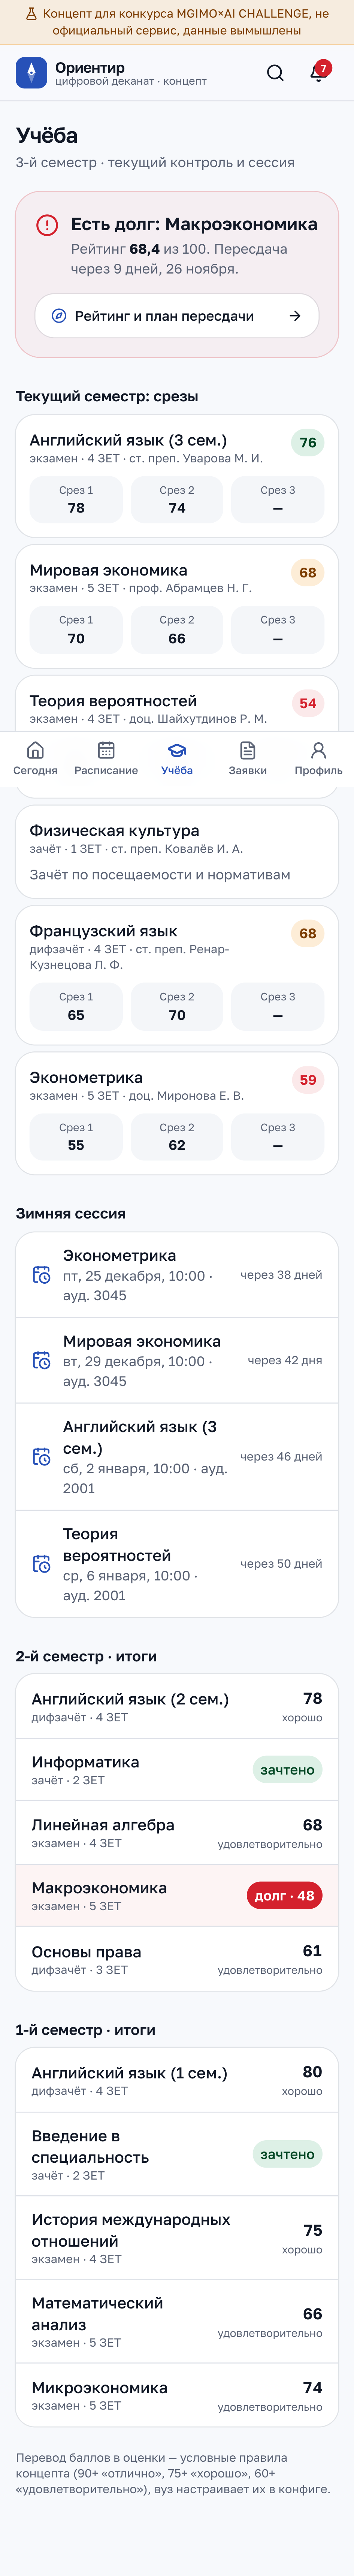 Концепт для конкурса MGIMO×AI CHALLENGE, не
официальный сервис, данные вымышлены
Ориентир
цифровой деканат · концепт
7
Учёба
3-й семестр · текущий контроль и сессия
Есть долг: Макроэкономика
Рейтинг 68,4 из 100. Пересдача
через 9 дней, 26 ноября.
Рейтинг и план пересдачи
Текущий семестр: срезы
Английский язык (3 сем.)
76
экзамен · 4 ЗЕТ · ст. преп. Уварова М. И.
Срез 1 Срез 2 Срез 3
78 74 —
Мировая экономика
68
экзамен · 5 ЗЕТ · проф. Абрамцев Н. Г.
Срез 1 Срез 2 Срез 3
70 66 —
Теория вероятностей
54
экзамен · 4 ЗЕТ · доц. Шайхутдинов Р. М.
Сегодня Расписание Учёба Заявки Профиль
Физическая культура
зачёт · 1 ЗЕТ · ст. преп. Ковалёв И. А.
Зачёт по посещаемости и нормативам
Французский язык
68
дифзачёт · 4 ЗЕТ · ст. преп. Ренар-
Кузнецова Л. Ф.
Срез 1 Срез 2 Срез 3
65 70 —
Эконометрика
59
экзамен · 5 ЗЕТ · доц. Миронова Е. В.
Срез 1 Срез 2 Срез 3
55 62 —
Зимняя сессия
Эконометрика
пт, 25 декабря, 10:00 ·
ауд. 3045
через 38 дней
Мировая экономика
вт, 29 декабря, 10:00 ·
ауд. 3045
через 42 дня
Английский язык (3
сем.)
сб, 2 января, 10:00 · ауд.
2001
через 46 дней
Теория
вероятностей
ср, 6 января, 10:00 ·
ауд. 2001
через 50 дней
2-й семестр · итоги
Английский язык (2 сем.)
дифзачёт · 4 ЗЕТ
78
хорошо
Информатика
зачёт · 2 ЗЕТ
зачтено
Линейная алгебра
экзамен · 4 ЗЕТ
68
удовлетворительно
Макроэкономика
экзамен · 5 ЗЕТ
долг · 48
Основы права
дифзачёт · 3 ЗЕТ
61
удовлетворительно
1-й семестр · итоги
Английский язык (1 сем.)
дифзачёт · 4 ЗЕТ
80
хорошо
Введение в
специальность
зачёт · 2 ЗЕТ
зачтено
История международных
отношений
экзамен · 4 ЗЕТ
75
хорошо
Математический
анализ
экзамен · 5 ЗЕТ
66
удовлетворительно
Микроэкономика
экзамен · 5 ЗЕТ
74
удовлетворительно
Перевод баллов в оценки — условные правила
концепта (90+ «отлично», 75+ «хорошо», 60+
«удовлетворительно»), вуз настраивает их в конфиге.